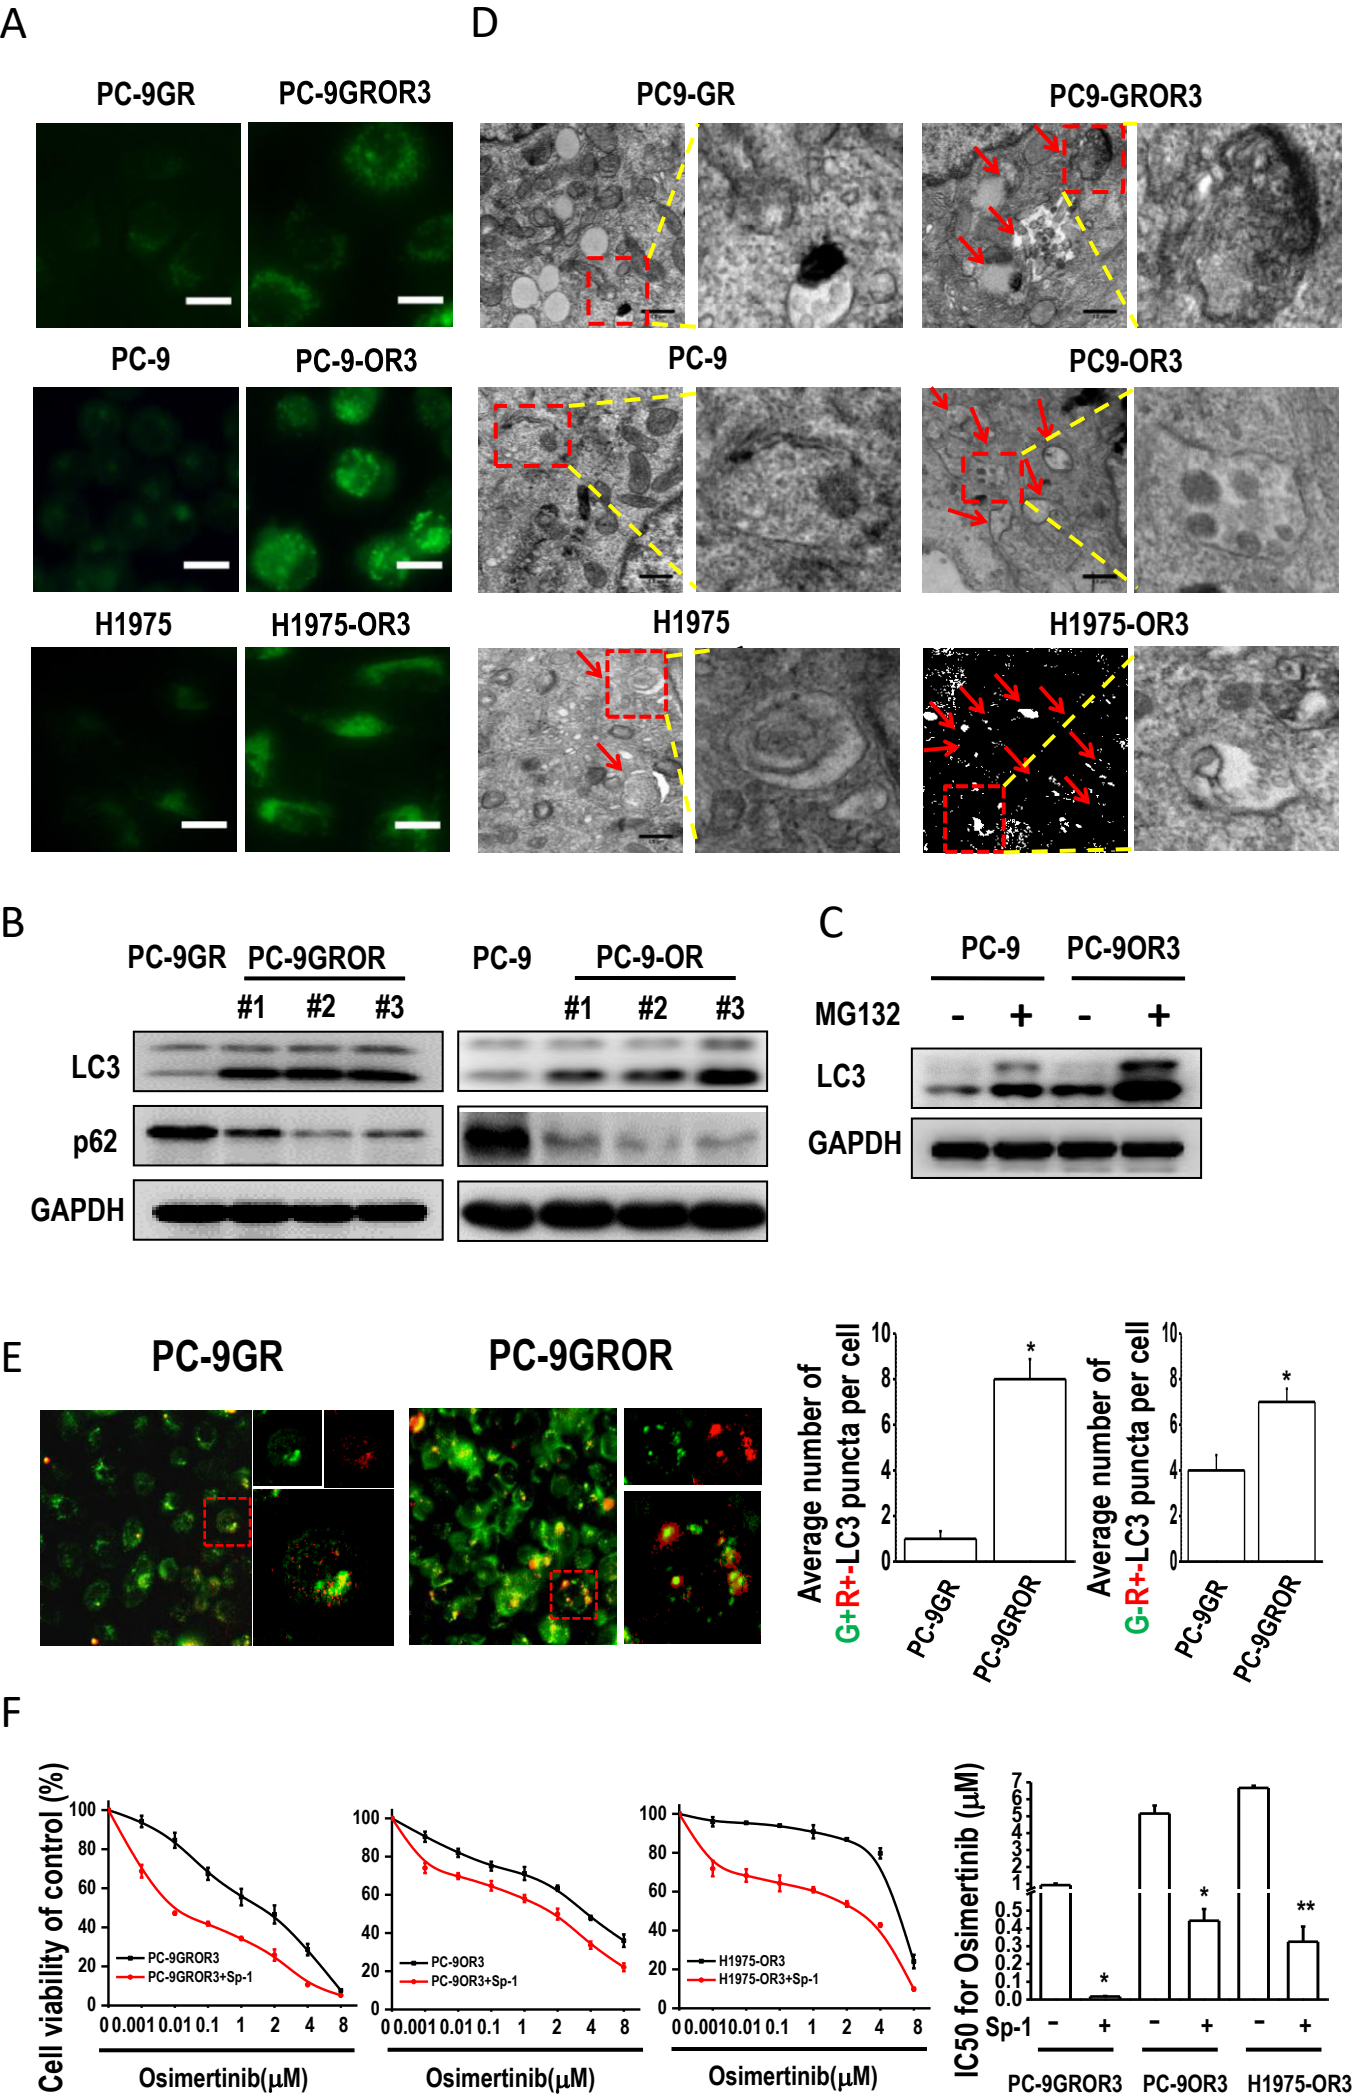 A
D
PC-9GR
PC-9GROR3
PC9-GR
PC9-GROR3
PC-9
PC-9-OR3
PC-9
PC9-OR3
H1975
H1975-OR3
H1975
H1975-OR3
B
C
PC-9GR
PC-9GROR
PC-9
PC-9-OR
#1 #2 #3
#1 #2 #3
LC3
p62
GAPDH
PC-9
PC-9OR3
MG132 - + - +
LC3
GAPDH
E
PC-9GR
PC-9GROR
Average number of
G+R+-LC3 puncta per cell
10
8
6
4
2
0
*
PC-9GR
PC-9GROR
Average number of
G-R+-LC3 puncta per cell
10
8
6
4
2
0
*
PC-9GR
PC-9GROR
F
Cell viability of control (%)
100
80
60
40
20
0
PC-9GROR3
PC-9GROR3+Sp-1
0 0.001 0.01 0.1 1 2 4 8
Osimertinib(μM)
100
80
60
40
20
0
PC-9OR3
PC-9OR3+Sp-1
0 0.001 0.01 0.1 1 2 4 8
Osimertinib(μM)
100
80
60
40
20
0
H1975-OR3
H1975-OR3+Sp-1
0 0.001 0.01 0.1 1 2 4 8
Osimertinib(μM)
IC50 for Osimertinib (μM)
7
6
5
4
3
2
1
0.5
0.4
0.3
0.2
0.1
0.0
*
*
**
Sp-1 - + - + - +
PC-9GROR3 PC-9OR3 H1975-OR3